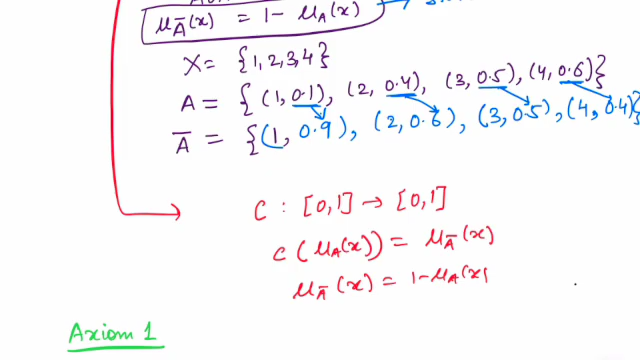 μĀ(x) = 1 - μA(x)
X = {1,2,3,4}
A = {(1, 0.1), (2, 0.4), (3, 0.5), (4, 0.6)}
Ā = {(1, 0.9), (2, 0.6), (3, 0.5), (4, 0.4)}
C : [0,1] → [0,1]
C(μA(x)) = μĀ(x)
μĀ(x) = 1-μA(x)
Axiom 1